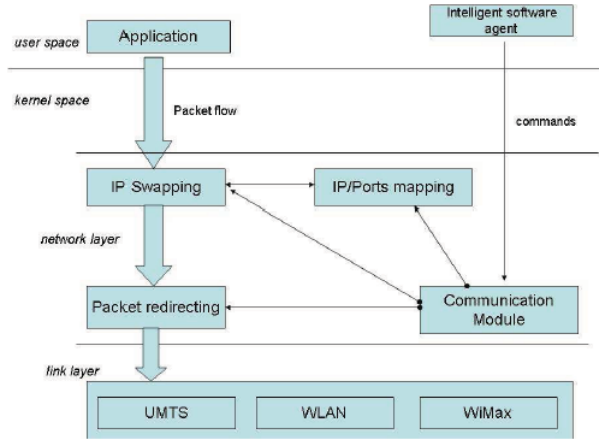 Application
Intelligent software
agent
user space
kernel space
Packet flow
commands
IP Swapping
IP/Ports mapping
network layer
Packet redirecting
Communication
Module
link layer
UMTS
WLAN
WiMax